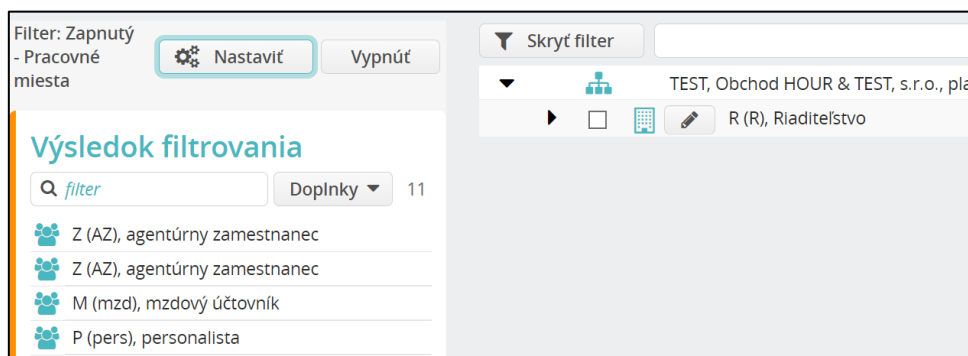 Filter: Zapnutý
- Pracovné
miesta
Nastaviť
Vypnúť
Výsledok filtrovania
filter
Doplnky
11
Z (AZ), agentúrny zamestnanec
Z (AZ), agentúrny zamestnanec
M (mzd), mzdový účtovník
P (pers), personalista
Skryť filter
TEST, Obchod HOUR & TEST, s.r.o., pla
R (R), Riaditeľstvo